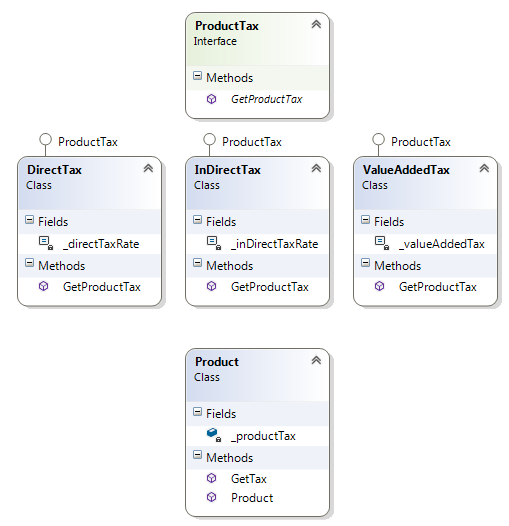 ProductTax
Interface
Methods
GetProductTax
ProductTax
ProductTax
ProductTax
DirectTax
Class
Fields
_directTaxRate
Methods
GetProductTax
InDirectTax
Class
Fields
_inDirectTaxRate
Methods
GetProductTax
ValueAddedTax
Class
Fields
_valueAddedTax
Methods
GetProductTax
Product
Class
Fields
_productTax
Methods
GetTax
Product